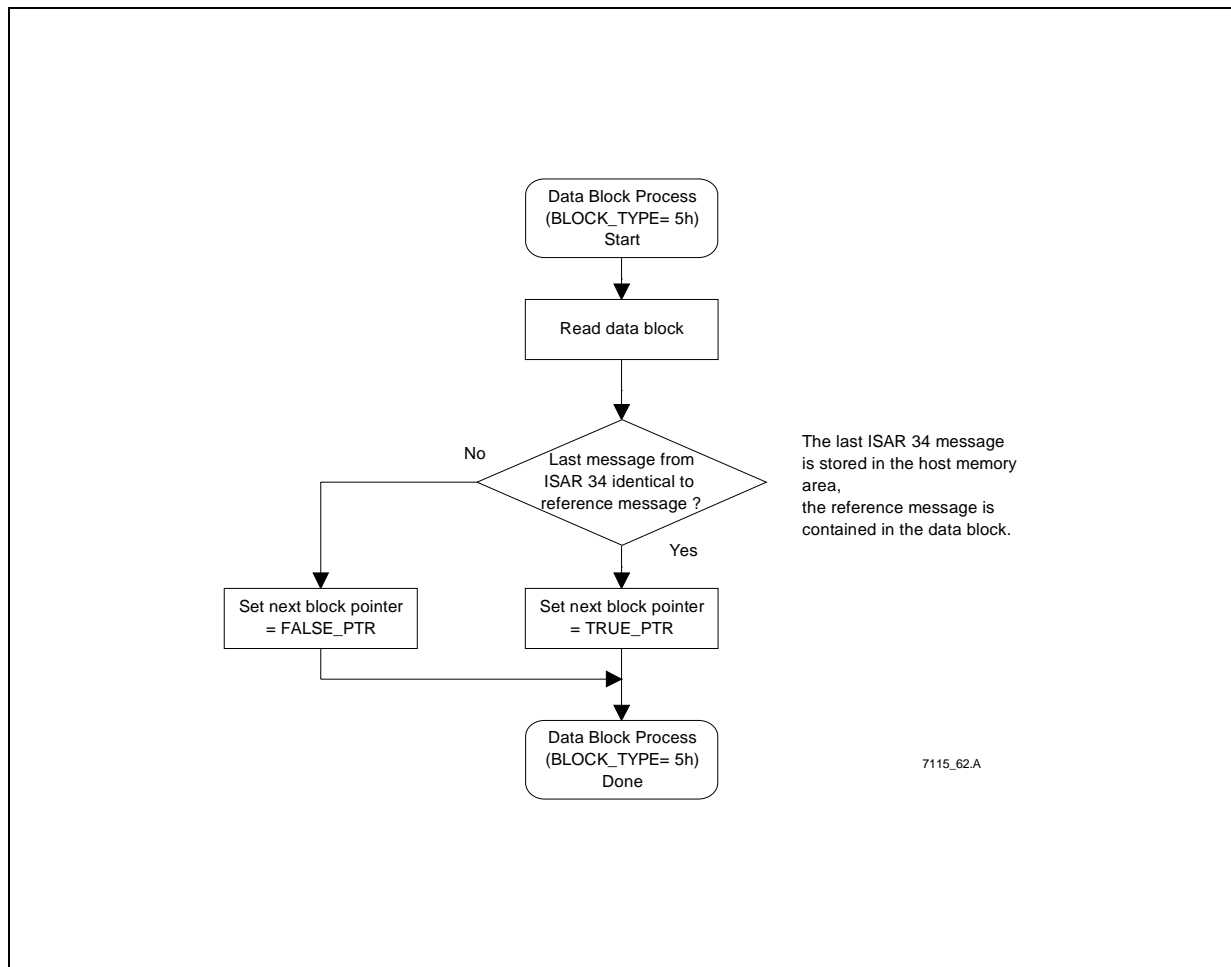 Data Block Process
(BLOCK_TYPE= 5h)
Start
Read data block
No
Last message from
ISAR 34 identical to
reference message ?
The last ISAR 34 message
is stored in the host memory
area,
the reference message is
contained in the data block.
Yes
Set next block pointer
= FALSE_PTR
Set next block pointer
= TRUE_PTR
Data Block Process
(BLOCK_TYPE= 5h)
Done
7115_62.A